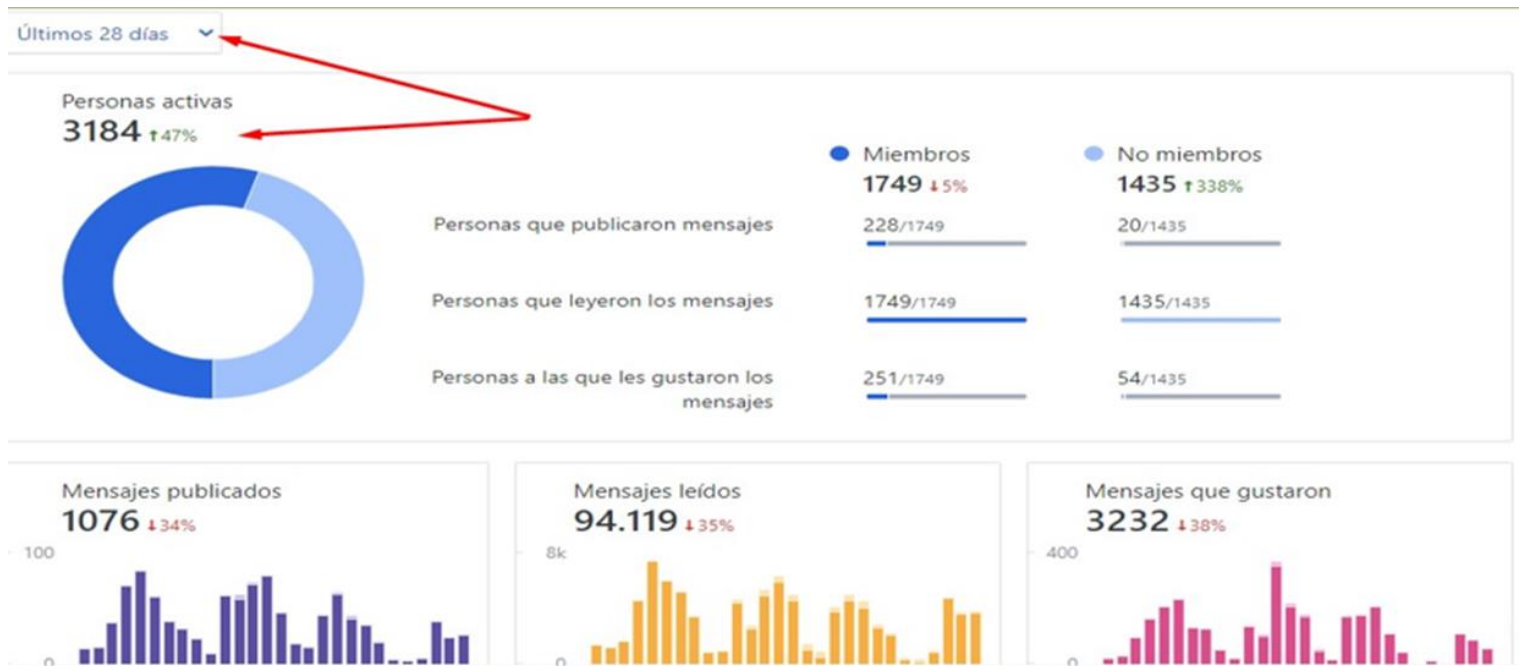 Últimos 28 días
Personas activas
3184 ↑47%
Miembros
1749 ↓5%
No miembros
1435 ↑338%
Personas que publicaron mensajes
228/1749
20/1435
Personas que leyeron los mensajes
1749/1749
1435/1435
Personas a las que les gustaron los
mensajes
251/1749
54/1435
Mensajes publicados
1076 ↓34%
100
0
Mensajes leídos
94.119 ↓35%
8k
0
Mensajes que gustaron
3232 ↓38%
400
0